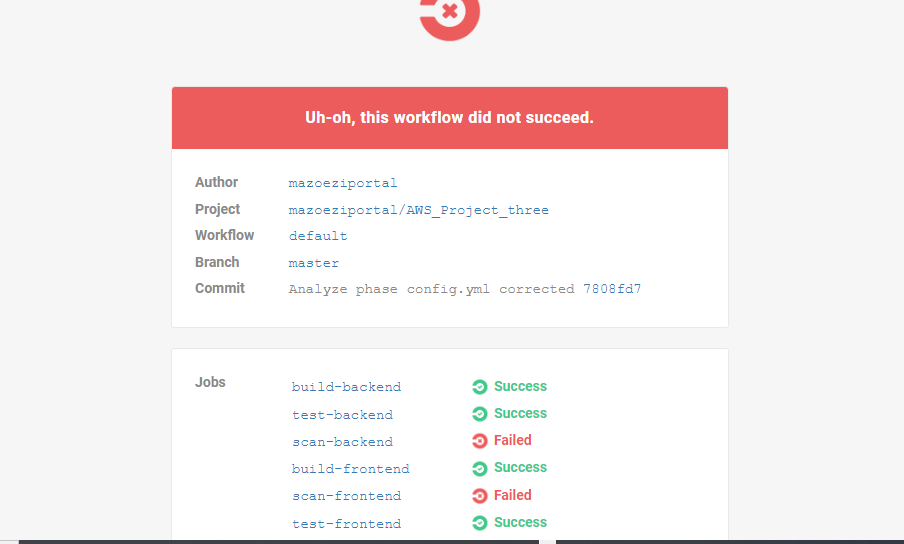 Uh-oh, this workflow did not succeed.
Author mazoeziportal
Project mazoeziportal/AWS_Project_three
Workflow default
Branch master
Commit Analyze phase config.yml corrected 7808fd7
Jobs build-backend Success
test-backend Success
scan-backend Failed
build-frontend Success
scan-frontend Failed
test-frontend Success